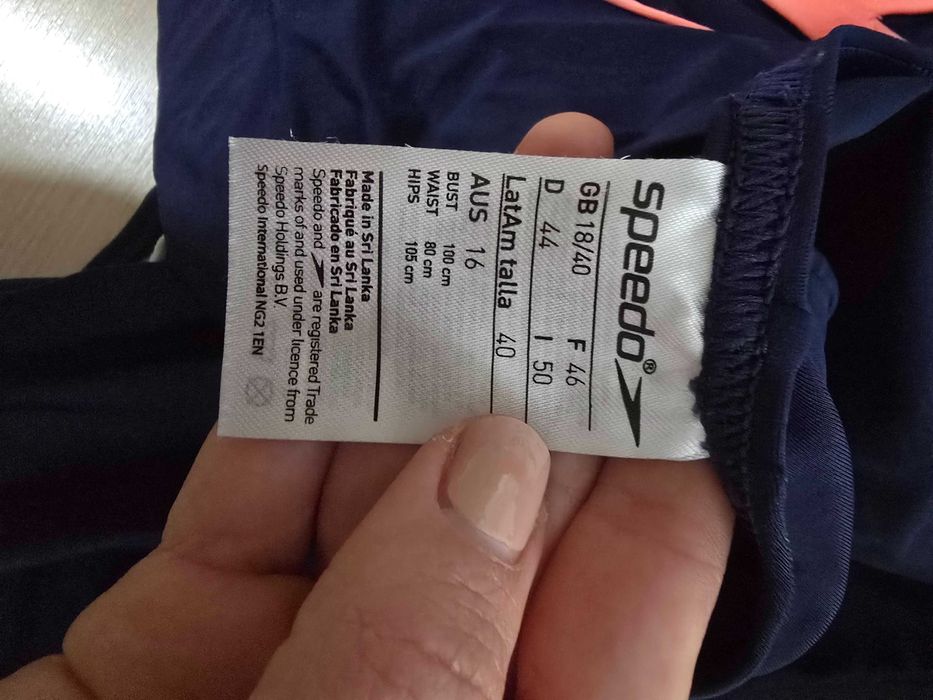 speedo®
GB 18/40 F 46
D 44 I 50
LatAm talla 40
AUS 16
BUST 100 cm
WAIST 80 cm
HIPS 105 cm
Made in Sri Lanka
Fabriqué au Sri Lanka
Fabricado en Sri Lanka
Speedo and are registered Trade
marks of and used under licence from
Speedo Holdings B.V.
Speedo International NG2 1EN